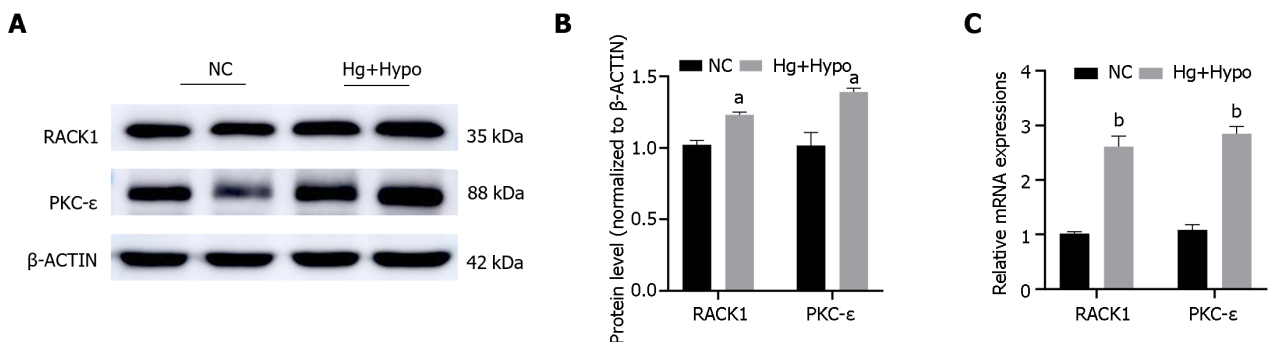 A
NC
Hg+Hypo
RACK1
35 kDa
PKC-ε
88 kDa
β-ACTIN
42 kDa
B
Protein level (normalized to β-ACTIN)
NC
Hg+Hypo
1.5
1.0
0.5
0.0
a
a
RACK1
PKC-ε
C
Relative mRNA expressions
NC
Hg+Hypo
4
3
2
1
0
b
b
RACK1
PKC-ε